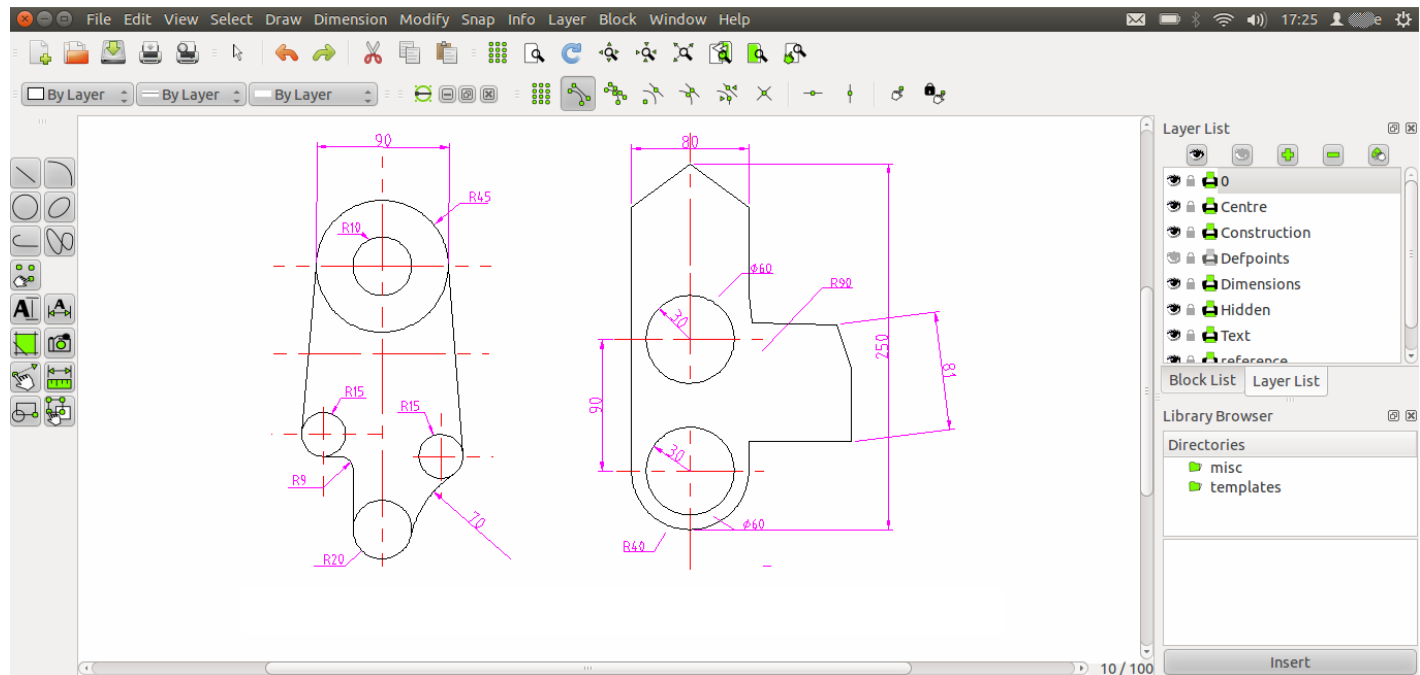 File Edit View Select Draw Dimension Modify Snap Info Layer Block Window Help 17:25 e
By Layer By Layer By Layer
Layer List
0
Centre
Construction
Defpoints
Dimensions
Hidden
Text
reference
Block List Layer List
Library Browser
Directories
misc
templates
Insert
10 / 100
90
R45
R10
R15
R15
R9
70
R20
80
ϕ60
R90
30
250
81
90
30
ϕ60
R40